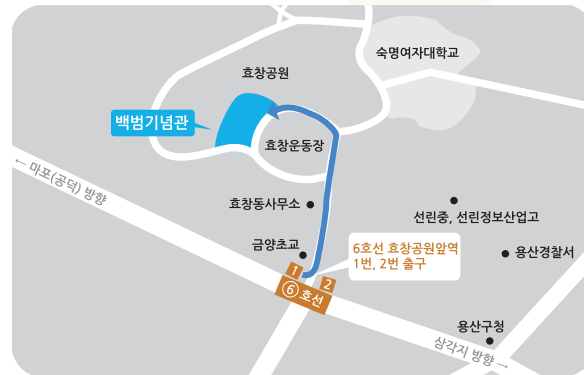 숙명여자대학교
효창공원
백범기념관
효창운동장
← 마포(공덕) 방향
효창동사무소
선린중, 선린정보산업고
금양초교
6호선 효창공원앞역
1번, 2번 출구
용산경찰서
1
2
6 호선
용산구청
삼각지 방향 →